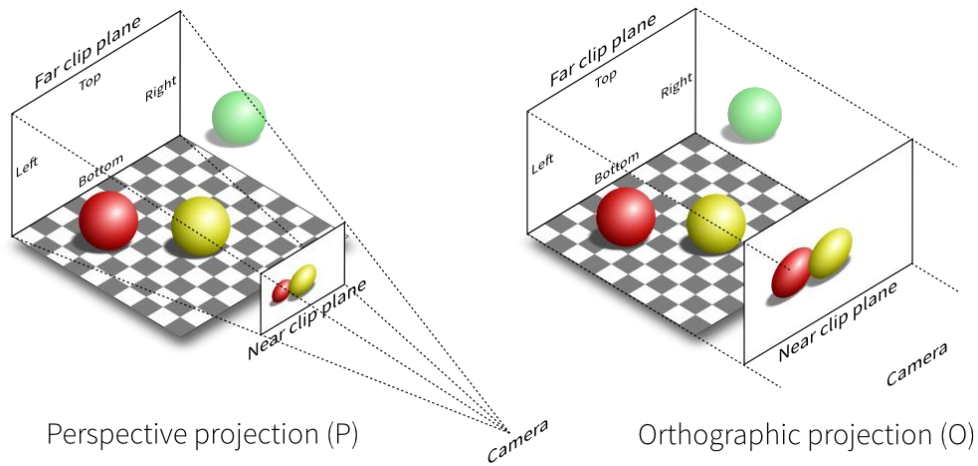 Far clip plane
Top
Right
Left
Bottom
Near clip plane
Camera
Perspective projection (P)
Far clip plane
Top
Right
Left
Bottom
Near clip plane
Camera
Orthographic projection (O)